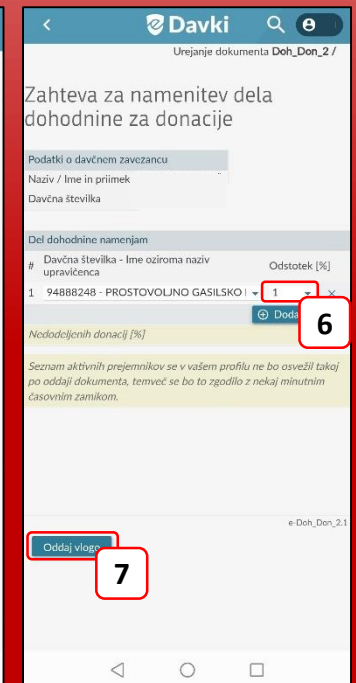 Davki
Urejanje dokumenta Doh_Don_2 /
Zahteva za namenitev dela
dohodnine za donacije
Podatki o davčnem zavezancu
Naziv / Ime in priimek
Davčna številka
Del dohodnine namenjam
# Davčna številka - Ime oziroma naziv upravičenca Odstotek [%]
1 94888248 - PROSTOVOLJNO GASILSKO 1 ×
6
Nedodeljenih donacij [%]
Seznam aktivnih prejemnikov se v vašem profilu ne bo osvežil takoj
po oddaji dokumenta, temveč se bo to zgodilo z nekaj minutnim
časovnim zamikom.
e-Doh_Don_2.1
Oddaj vlogo
7